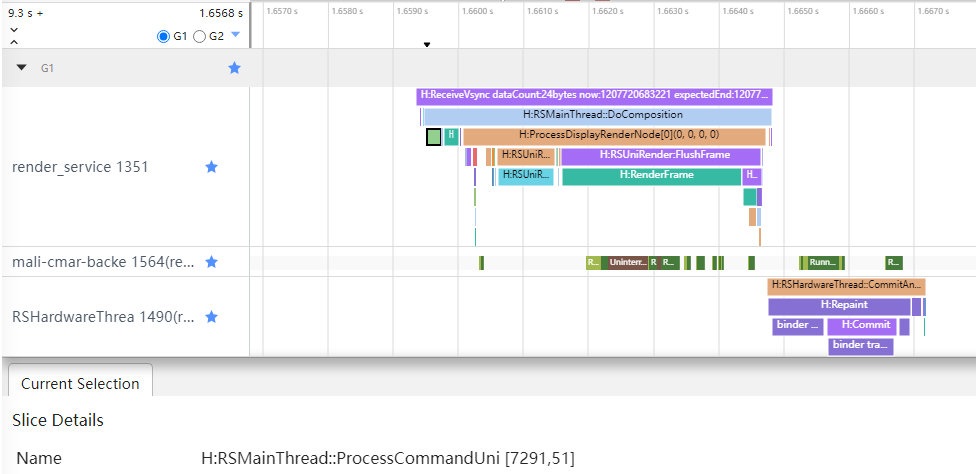 9.3 s + 1.6568 s
1.6570 s 1.6580 s 1.6590 s 1.6600 s 1.6610 s 1.6620 s 1.6630 s 1.6640 s 1.6650 s 1.6660 s 1.6670 s
G1 G2
G1
H:ReceiveVsync dataCount:24bytes now:1207720683221 expectedEnd:12077...
H:RSMainThread::DoComposition
H H:ProcessDisplayRenderNode[0](0, 0, 0, 0)
render_service 1351
H:RSUniR... H:RSUniRender:FlushFrame
H:RSUniR... H:RenderFrame H...
mali-cmar-backe 1564(re...
R... Uninterr... R R... Runn... R...
H:RSHardwareThread::CommitAn...
RSHardwareThrea 1490(r...
H:Repaint
binder ... H:Commit
binder tra...
Current Selection
Slice Details
Name H:RSMainThread::ProcessCommandUni [7291,51]